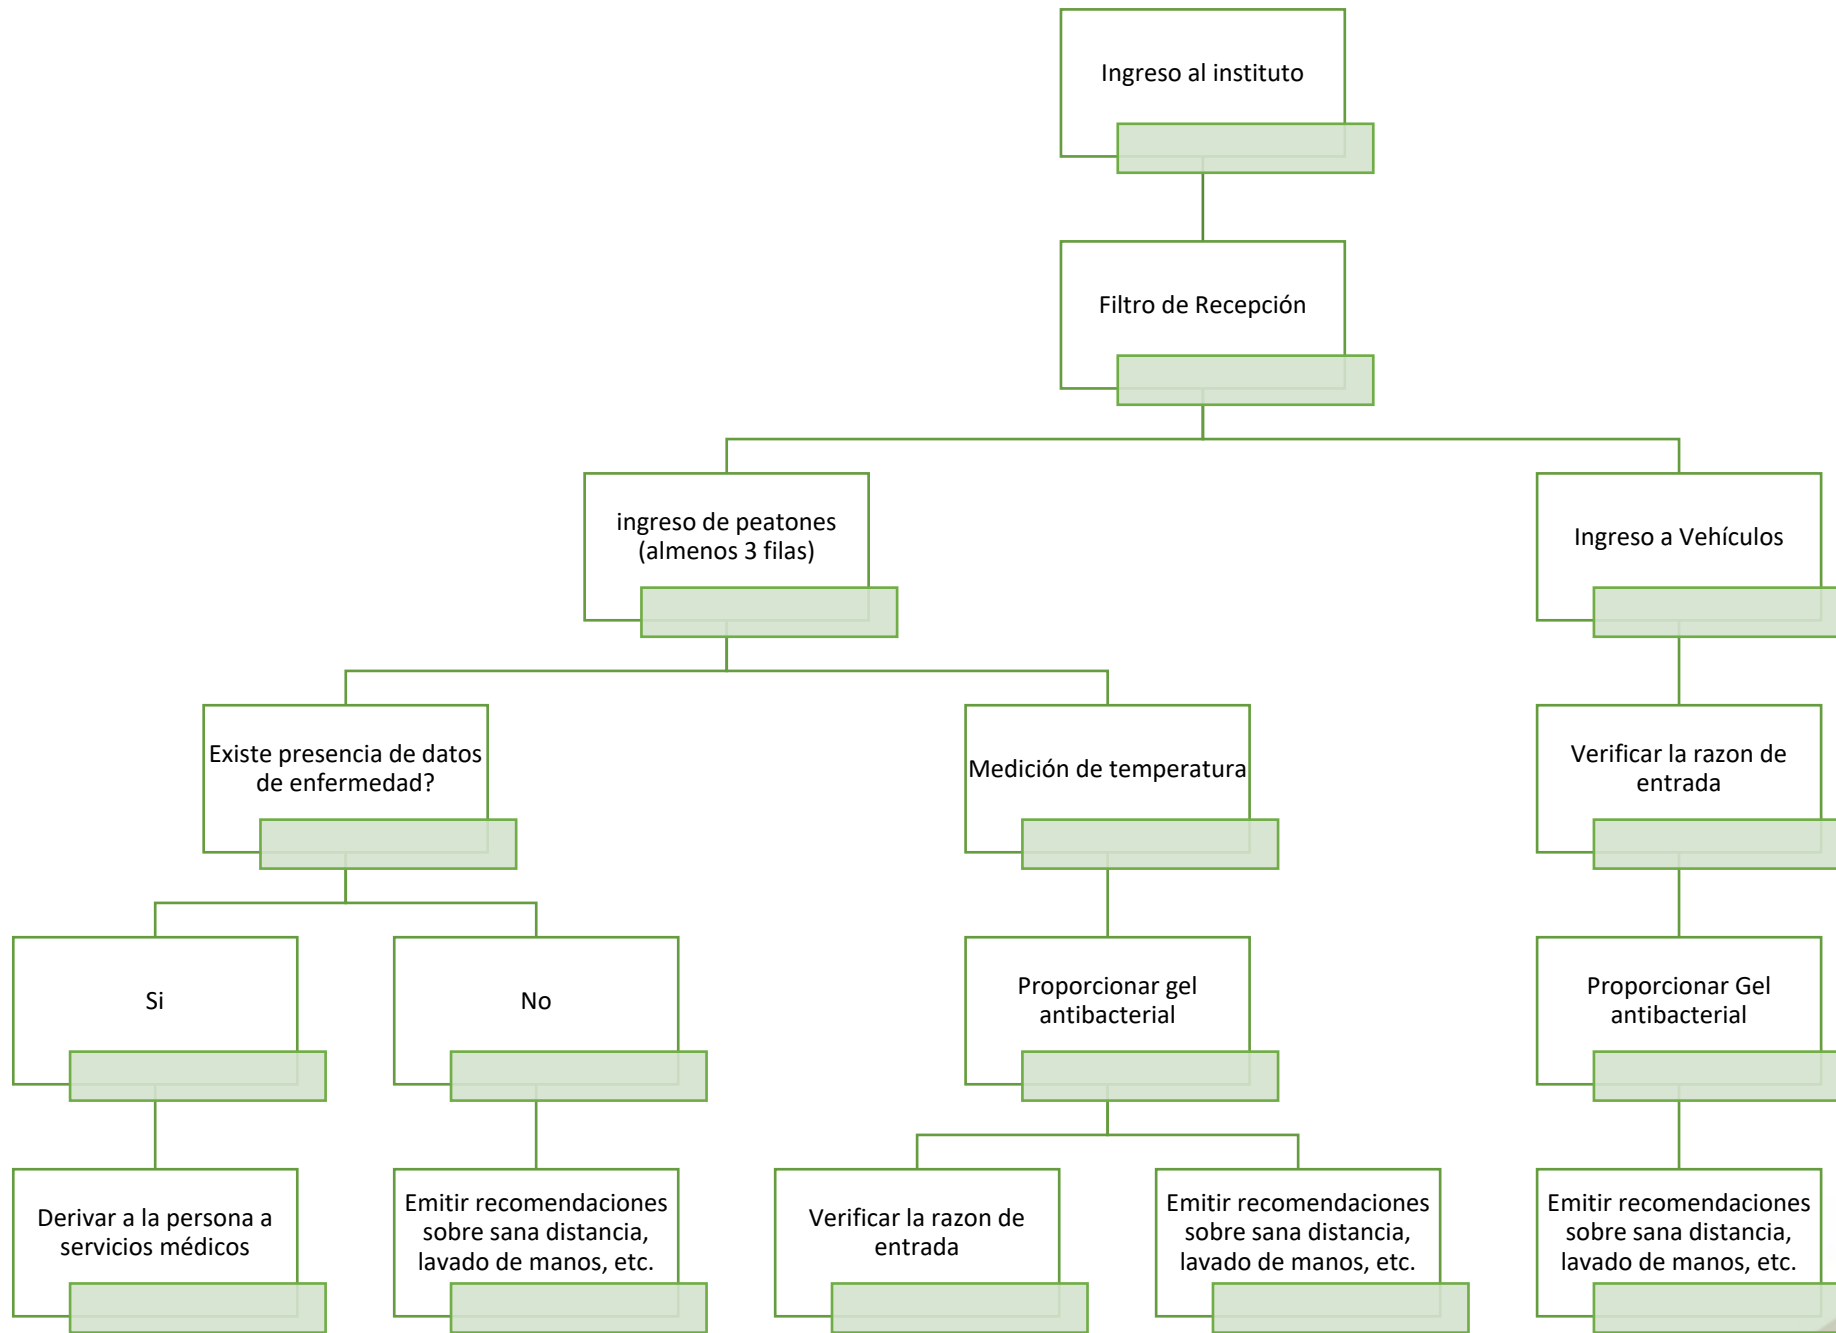 Ingreso al instituto
Filtro de Recepción
ingreso de peatones
(almenos 3 filas)
Ingreso a Vehículos
Existe presencia de datos
de enfermedad?
Medición de temperatura
Verificar la razon de
entrada
Si
No
Proporcionar gel
antibacterial
Proporcionar Gel
antibacterial
Derivar a la persona a
servicios médicos
Emitir recomendaciones
sobre sana distancia,
lavado de manos, etc.
Verificar la razon de
entrada
Emitir recomendaciones
sobre sana distancia,
lavado de manos, etc.
Emitir recomendaciones
sobre sana distancia,
lavado de manos, etc.